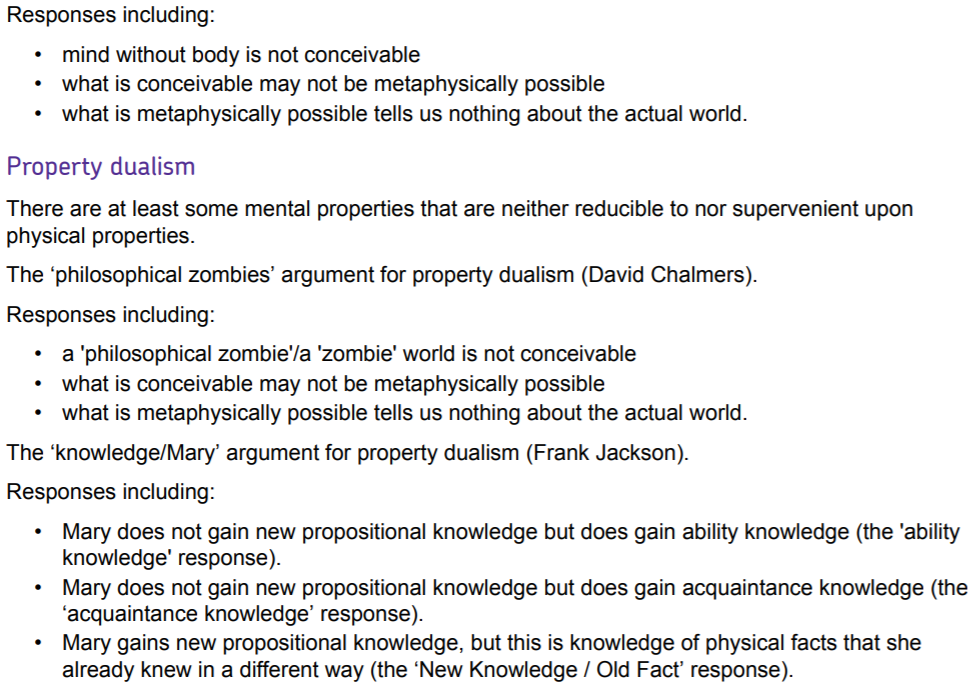 Responses including:
• mind without body is not conceivable
• what is conceivable may not be metaphysically possible
• what is metaphysically possible tells us nothing about the actual world.
Property dualism
There are at least some mental properties that are neither reducible to nor supervenient upon
physical properties.
The ‘philosophical zombies’ argument for property dualism (David Chalmers).
Responses including:
• a 'philosophical zombie'/a 'zombie' world is not conceivable
• what is conceivable may not be metaphysically possible
• what is metaphysically possible tells us nothing about the actual world.
The ‘knowledge/Mary’ argument for property dualism (Frank Jackson).
Responses including:
• Mary does not gain new propositional knowledge but does gain ability knowledge (the 'ability
knowledge' response).
• Mary does not gain new propositional knowledge but does gain acquaintance knowledge (the
‘acquaintance knowledge’ response).
• Mary gains new propositional knowledge, but this is knowledge of physical facts that she
already knew in a different way (the ‘New Knowledge / Old Fact’ response).